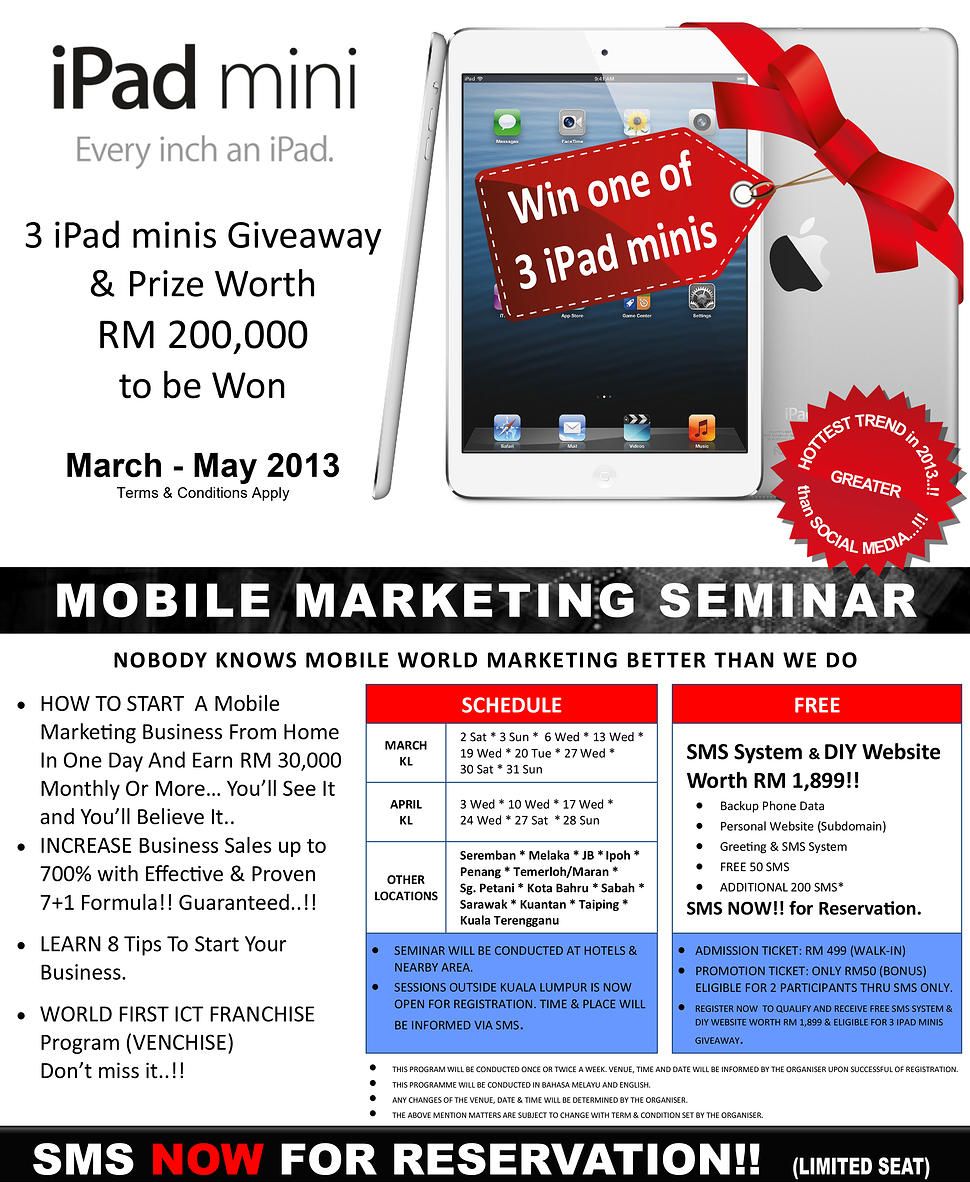 iPad mini
Every inch an iPad.
3 iPad minis Giveaway
& Prize Worth
RM 200,000
to be Won
March - May 2013
Terms & Conditions Apply
iPad
9:41 AM
Messages
FaceTime
Win one of
3 iPad minis
App Store
Game Center
Settings
Safari
Mail
Videos
Music
iPad
HOTTEST TREND in 2013..!!
GREATER
than SOCIAL MEDIA...!!!
MOBILE MARKETING SEMINAR
NOBODY KNOWS MOBILE WORLD MARKETING BETTER THAN WE DO
• HOW TO START A Mobile
Marketing Business From Home
In One Day And Earn RM 30,000
Monthly Or More... You'll See It
and You'll Believe It..
• INCREASE Business Sales up to
700% with Effective & Proven
7+1 Formula!! Guaranteed..!!
• LEARN 8 Tips To Start Your
Business.
• WORLD FIRST ICT FRANCHISE
Program (VENCHISE)
Don't miss it..!!
SCHEDULE
MARCH
KL
2 Sat * 3 Sun * 6 Wed * 13 Wed *
19 Wed * 20 Tue * 27 Wed *
30 Sat * 31 Sun
APRIL
KL
3 Wed * 10 Wed * 17 Wed *
24 Wed * 27 Sat * 28 Sun
OTHER
LOCATIONS
Seremban * Melaka * JB * Ipoh *
Penang * Temerloh/Maran *
Sg. Petani * Kota Bahru * Sabah *
Sarawak * Kuantan * Taiping *
Kuala Terengganu
• SEMINAR WILL BE CONDUCTED AT HOTELS &
NEARBY AREA.
• SESSIONS OUTSIDE KUALA LUMPUR IS NOW
OPEN FOR REGISTRATION. TIME & PLACE WILL
BE INFORMED VIA SMS.
FREE
SMS System & DIY Website
Worth RM 1,899!!
• Backup Phone Data
• Personal Website (Subdomain)
• Greeting & SMS System
• FREE 50 SMS
• ADDITIONAL 200 SMS*
SMS NOW!! for Reservation.
• ADMISSION TICKET: RM 499 (WALK-IN)
• PROMOTION TICKET: ONLY RM50 (BONUS)
ELIGIBLE FOR 2 PARTICIPANTS THRU SMS ONLY.
• REGISTER NOW TO QUALIFY AND RECEIVE FREE SMS SYSTEM &
DIY WEBSITE WORTH RM 1,899 & ELIGIBLE FOR 3 IPAD MINIS
GIVEAWAY.
• THIS PROGRAM WILL BE CONDUCTED ONCE OR TWICE A WEEK. VENUE, TIME AND DATE WILL BE INFORMED BY THE ORGANISER UPON SUCCESSFUL OF REGISTRATION.
• THIS PROGRAMME WILL BE CONDUCTED IN BAHASA MELAYU AND ENGLISH.
• ANY CHANGES OF THE VENUE, DATE & TIME WILL BE DETERMINED BY THE ORGANISER.
• THE ABOVE MENTION MATTERS ARE SUBJECT TO CHANGE WITH TERM & CONDITION SET BY THE ORGANISER.
SMS NOW FOR RESERVATION!! (LIMITED SEAT)